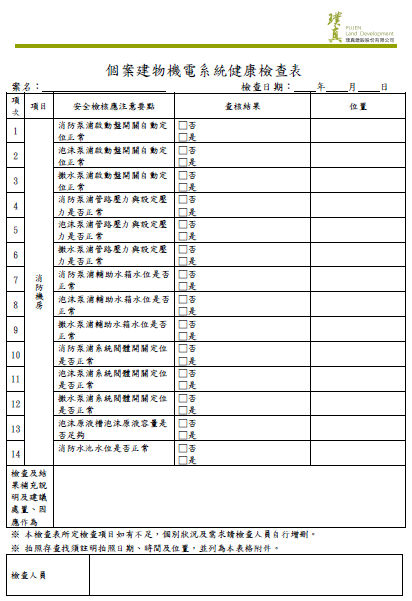 璞真
PUJEN
Land Development
璞真建設股份有限公司
個案建物機電系統健康檢查表
案名： 檢查日期： 年 月 日
項次 項目 安全檢核應注意要點 查核結果 位置
消防機房
1 消防泵浦啟動盤開關自動定位正常 □否 □是
2 泡沫泵浦啟動盤開關自動定位正常 □否 □是
3 撒水泵浦啟動盤開關自動定位正常 □否 □是
4 消防泵浦管路壓力與設定壓力是否正常 □否 □是
5 泡沫泵浦管路壓力與設定壓力是否正常 □否 □是
6 撒水泵浦管路壓力與設定壓力是否正常 □否 □是
7 消防泵浦輔助水箱水位是否正常 □否 □是
8 泡沫泵浦輔助水箱水位是否正常 □否 □是
9 撒水泵浦輔助水箱水位是否正常 □否 □是
10 消防泵浦系統閥體開關定位是否正常 □否 □是
11 泡沫泵浦系統閥體開關定位是否正常 □否 □是
12 撒水泵浦系統閥體開關定位是否正常 □否 □是
13 泡沫原液槽泡沫原液容量是否足夠 □否 □是
14 消防水池水位是否正常 □否 □是
檢查及結果補充說明及建議處置、因應作為
※ 本檢查表所定檢查項目如有不足，個別狀況及需求請檢查人員自行增刪。
※ 拍照存查須註明拍照日期、時間及位置，並列為本表格附件。
檢查人員